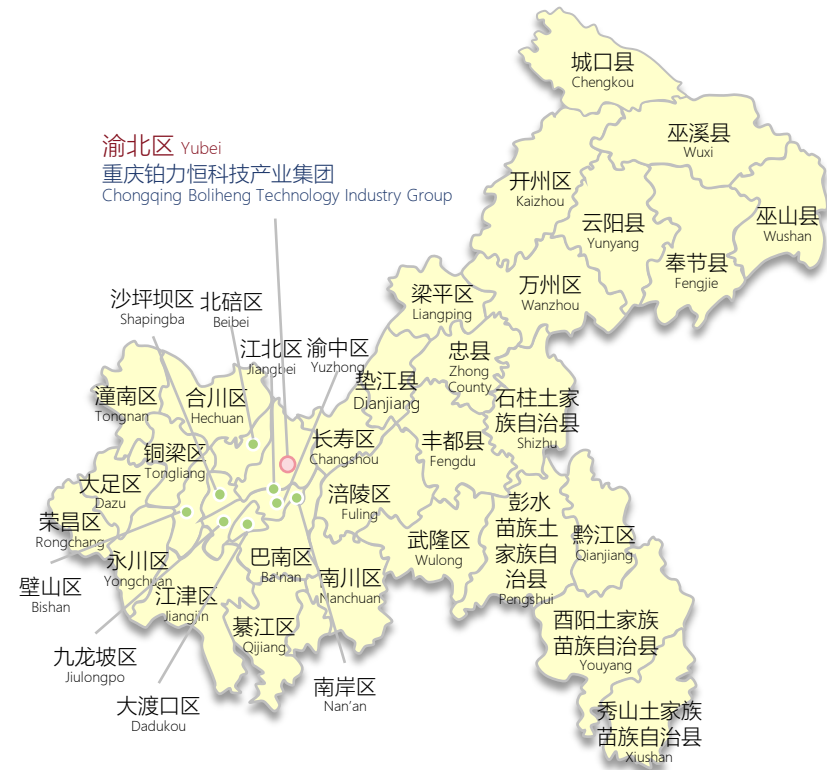 城口县
Chengkou
巫溪县
Wuxi
渝北区 Yubei
重庆铂力恒科技产业集团
Chongqing Boliheng Technology Industry Group
开州区
Kaizhou
云阳县
Yunyang
巫山县
Wushan
奉节县
Fengjie
万州区
Wanzhou
梁平区
Liangping
沙坪坝区
Shapingba
北碚区
Beibei
江北区
Jiangbei
渝中区
Yuzhong
忠县
Zhong
County
垫江县
Dianjiang
石柱土家
族自治县
Shizhu
潼南区
Tongnan
合川区
Hechuan
长寿区
Changshou
丰都县
Fengdu
铜梁区
Tongliang
大足区
Dazu
涪陵区
Fuling
荣昌区
Rongchang
彭水
苗族土
家族自
治县
Pengshui
黔江区
Qianjiang
武隆区
Wulong
永川区
Yongchuan
巴南区
Ba'nan
南川区
Nanchuan
璧山区
Bishan
江津区
Jiangjin
綦江区
Qijiang
酉阳土家族
苗族自治县
Youyang
九龙坡区
Jiulongpo
大渡口区
Dadukou
南岸区
Nan’an
秀山土家族
苗族自治县
Xiushan